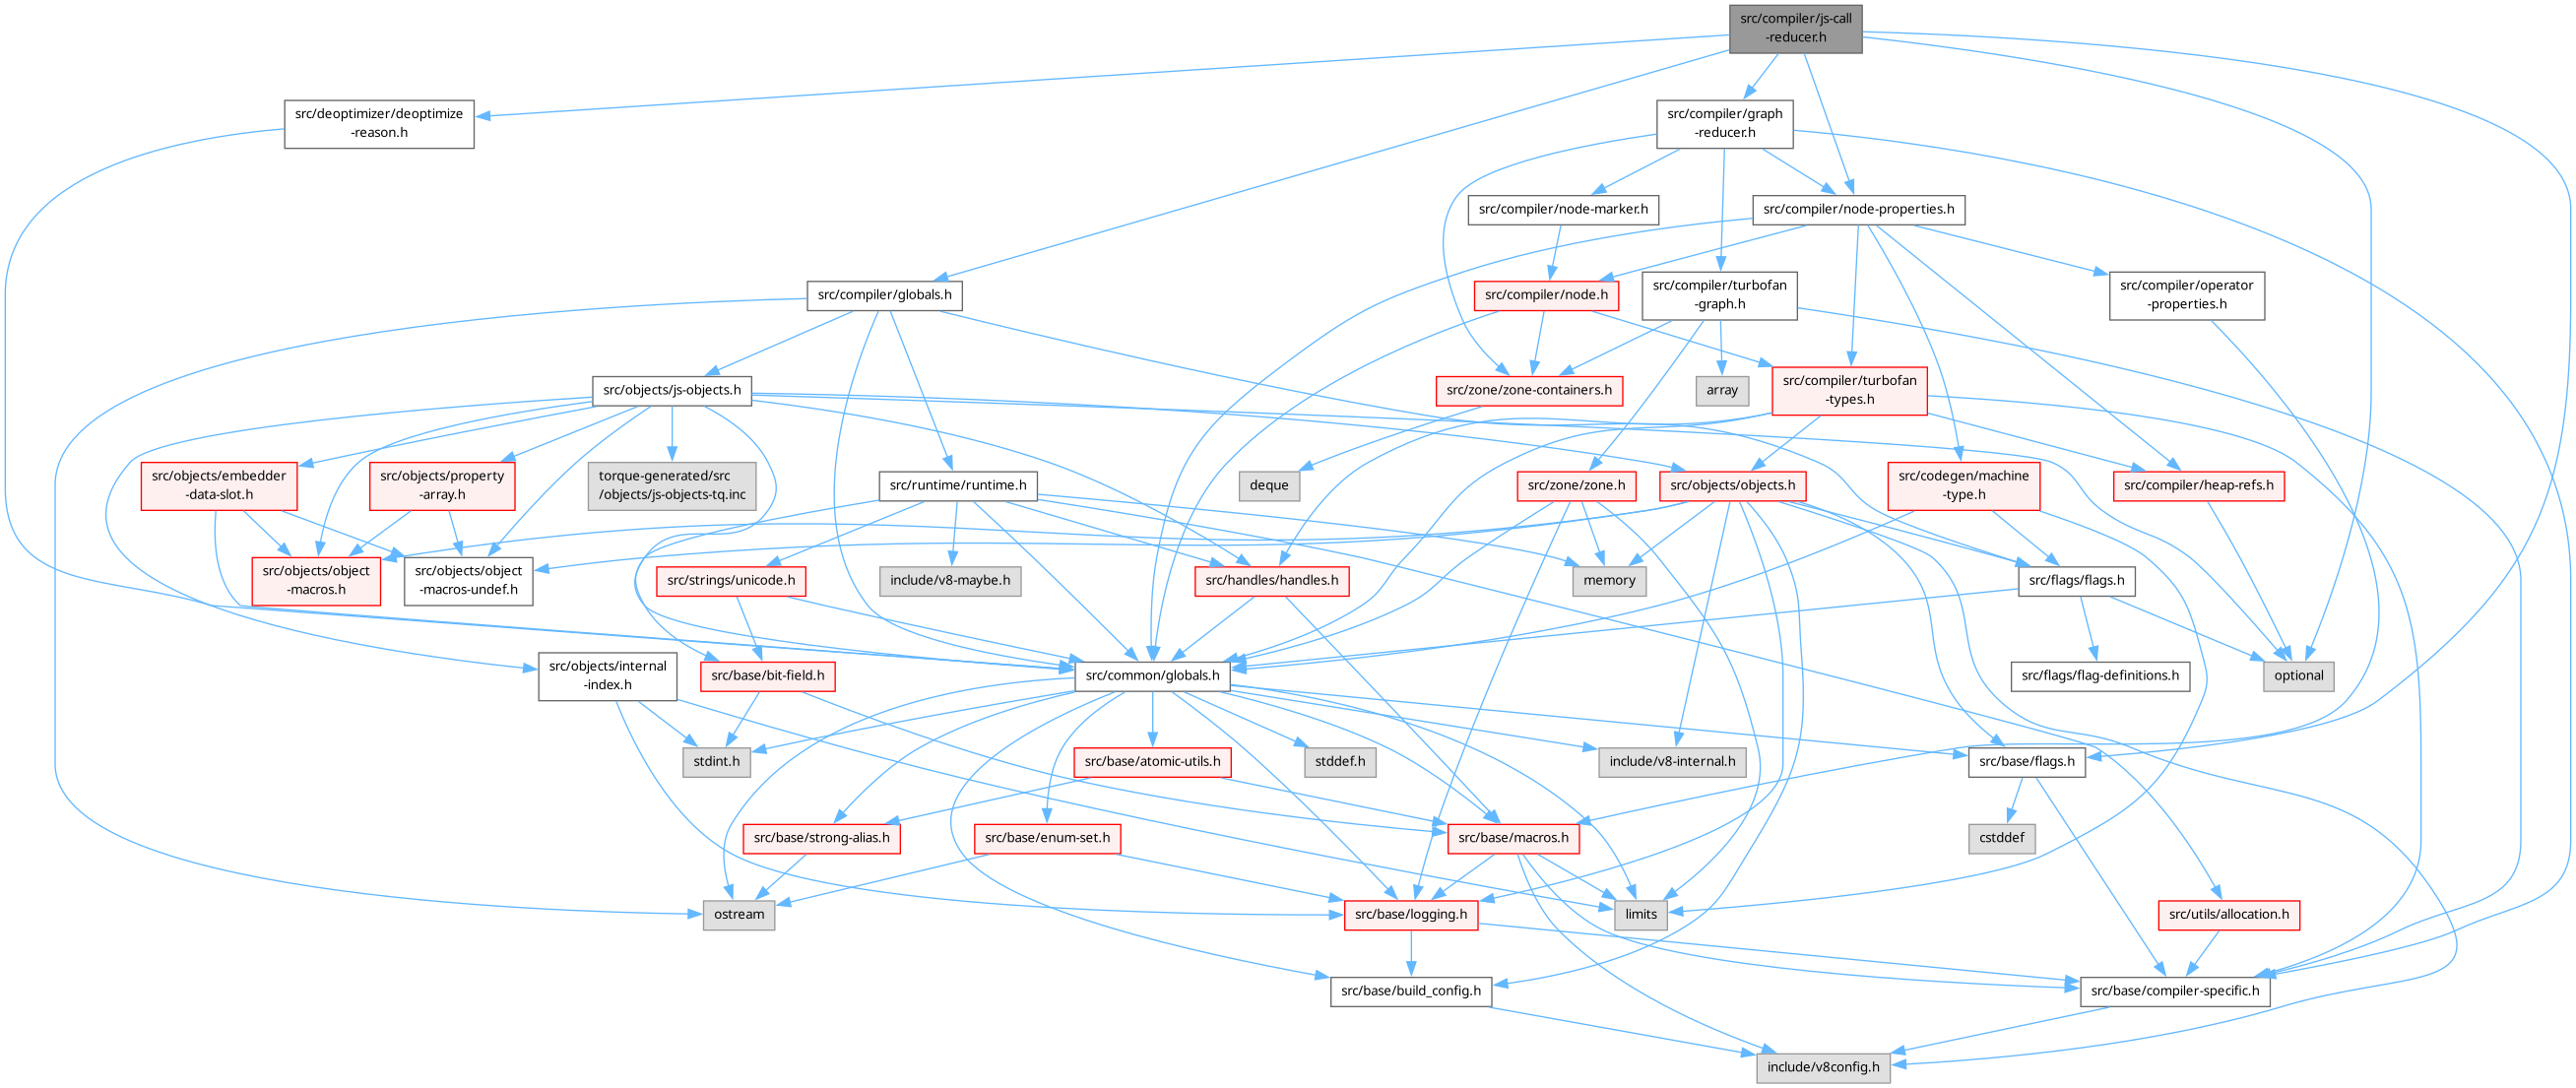 src/compiler/js-call
-reducer.h
src/deoptimizer/deoptimize
-reason.h
src/compiler/graph
-reducer.h
src/compiler/node-marker.h
src/compiler/node-properties.h
src/compiler/globals.h
src/compiler/node.h
src/compiler/turbofan
-graph.h
src/compiler/operator
-properties.h
src/objects/js-objects.h
src/zone/zone-containers.h
array
src/compiler/turbofan
-types.h
src/objects/embedder
-data-slot.h
src/objects/property
-array.h
torque-generated/src
/objects/js-objects-tq.inc
src/runtime/runtime.h
deque
src/zone/zone.h
src/objects/objects.h
src/codegen/machine
-type.h
src/compiler/heap-refs.h
src/objects/object
-macros.h
src/objects/object
-macros-undef.h
src/strings/unicode.h
include/v8-maybe.h
src/handles/handles.h
memory
src/flags/flags.h
src/objects/internal
-index.h
src/base/bit-field.h
src/common/globals.h
src/flags/flag-definitions.h
optional
stdint.h
src/base/atomic-utils.h
stddef.h
include/v8-internal.h
src/base/flags.h
src/base/strong-alias.h
src/base/enum-set.h
src/base/macros.h
cstddef
ostream
src/base/logging.h
limits
src/utils/allocation.h
src/base/build_config.h
src/base/compiler-specific.h
include/v8config.h